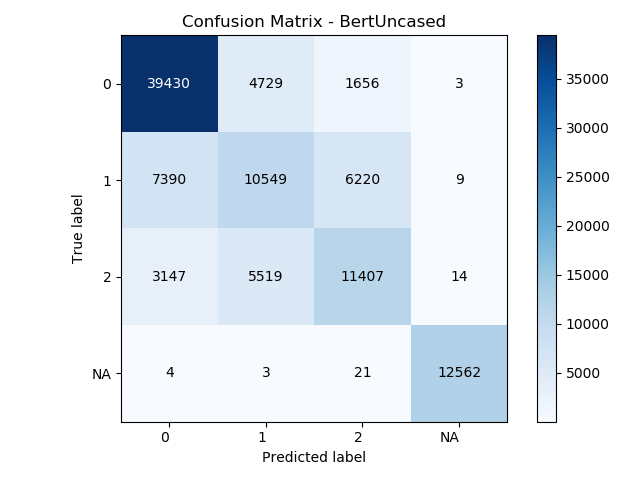 Confusion Matrix - BertUncased
0 39430 4729 1656 3
1 7390 10549 6220 9
2 3147 5519 11407 14
NA 4 3 21 12562
0 1 2 NA
Predicted label
True label
35000
30000
25000
20000
15000
10000
5000